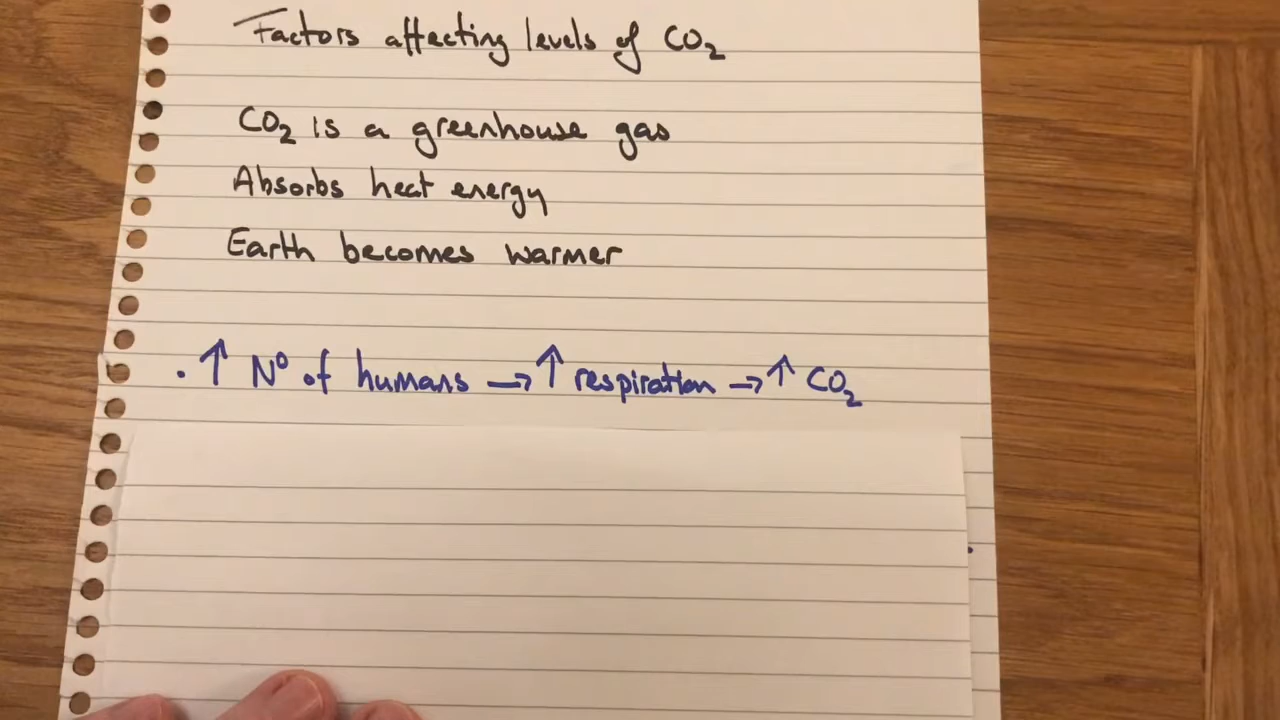 Factors affecting levels of CO₂
CO₂ is a greenhouse gas
Absorbs heat energy
Earth becomes warmer
. ↑ Nº of humans → ↑ respiration → ↑ CO₂